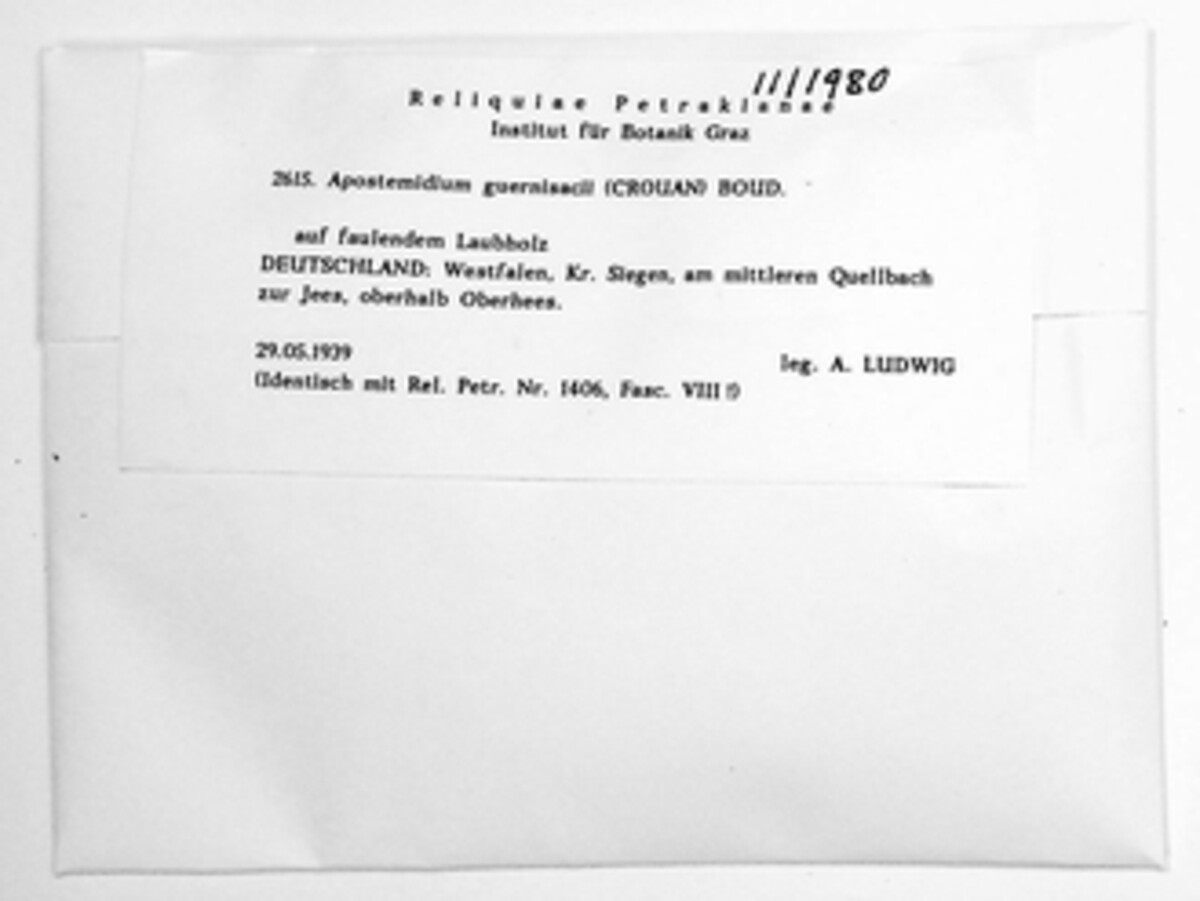 11/1980
Reliquiae Petrakianae
Institut für Botanik Graz
2615. Apostemidium guernisacii (CROUAN) BOUD.
auf faulendem Laubholz
DEUTSCHLAND: Westfalen, Kr. Siegen, am mittleren Quellbach
zur Jees, oberhalb Oberhees.
29.05.1939
leg. A. LUDWIG
(Identisch mit Rel. Petr. Nr. 1406, Fasc. VIII !)